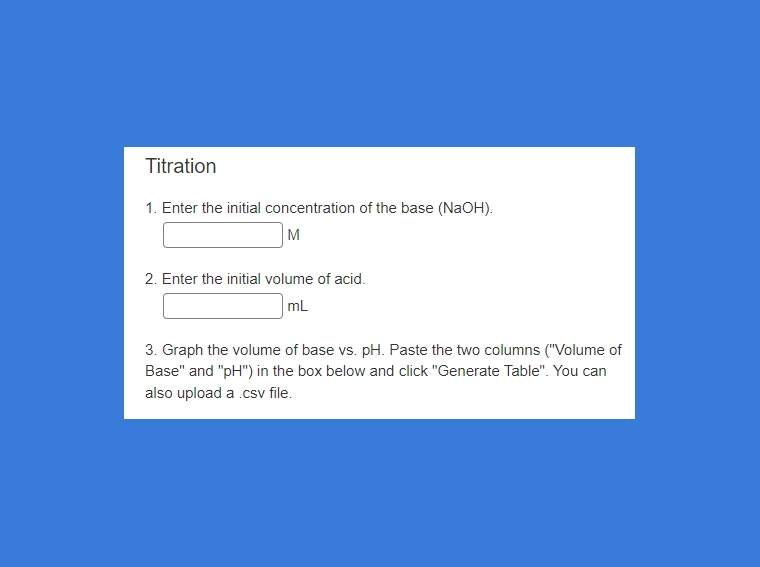 Titration
1. Enter the initial concentration of the base (NaOH).
M
2. Enter the initial volume of acid.
mL
3. Graph the volume of base vs. pH. Paste the two columns ("Volume of
Base" and "pH") in the box below and click "Generate Table". You can
also upload a .csv file.